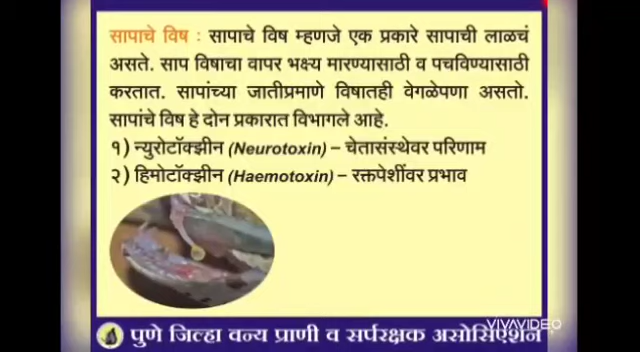 सापाचे विष : सापाचे विष म्हणजे एक प्रकारे सापाची लाळचं
असते. साप विषाचा वापर भक्ष्य मारण्यासाठी व पचविण्यासाठी
करतात. सापांच्या जातीप्रमाणे विषातही वेगळेपणा असतो.
सापांचे विष हे दोन प्रकारात विभागले आहे.
१) न्युरोटॉक्झीन (Neurotoxin) – चेतासंस्थेवर परिणाम
२) हिमोटॉक्झीन (Haemotoxin) – रक्तपेशींवर प्रभाव
पुणे जिल्हा वन्य प्राणी व सर्परक्षक असोसिएशन
VIVAVIDEO